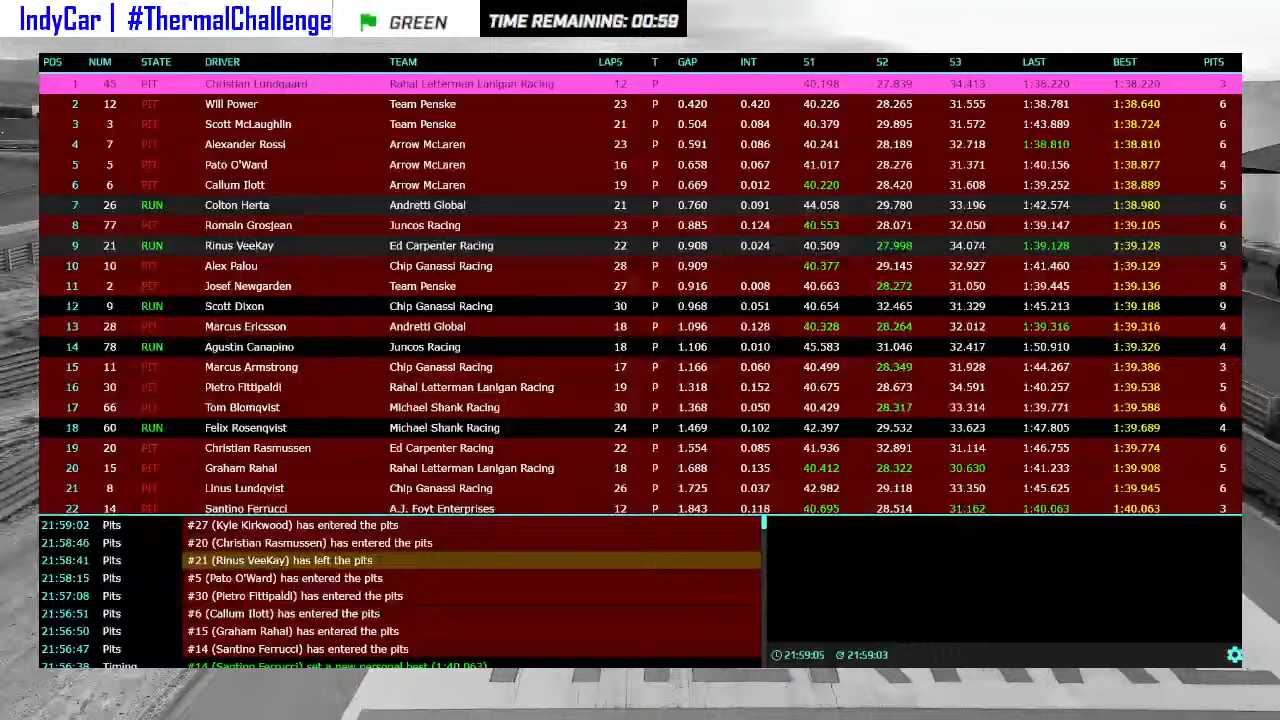 IndyCar | #ThermalChallenge GREEN TIME REMAINING: 00:59
POS NUM STATE DRIVER TEAM LAPS T GAP INT S1 S2 S3 LAST BEST PITS
1 45 PIT Christian Lundgaard Rahal Letterman Lanigan Racing 12 P 40.198 27.839 34.413 1:38.220 1:38.220 3
2 12 PIT Will Power Team Penske 23 P 0.420 0.420 40.226 28.265 31.555 1:38.781 1:38.640 6
3 3 PIT Scott McLaughlin Team Penske 21 P 0.504 0.084 40.379 29.895 31.572 1:43.889 1:38.724 6
4 7 PIT Alexander Rossi Arrow McLaren 23 P 0.591 0.086 40.241 28.189 32.718 1:38.810 1:38.810 6
5 5 PIT Pato O'Ward Arrow McLaren 16 P 0.658 0.067 41.017 28.276 31.371 1:40.156 1:38.877 4
6 6 PIT Callum Ilott Arrow McLaren 19 P 0.669 0.012 40.220 28.420 31.608 1:39.252 1:38.889 5
7 26 RUN Colton Herta Andretti Global 21 P 0.760 0.091 44.058 29.780 33.196 1:42.574 1:38.980 6
8 77 PIT Romain Grosjean Juncos Racing 23 P 0.885 0.124 40.553 28.071 32.050 1:39.147 1:39.105 6
9 21 RUN Rinus VeeKay Ed Carpenter Racing 22 P 0.908 0.024 40.509 27.998 34.074 1:39.128 1:39.128 9
10 10 PIT Alex Palou Chip Ganassi Racing 28 P 0.909 40.377 29.145 32.927 1:41.460 1:39.129 5
11 2 PIT Josef Newgarden Team Penske 27 P 0.916 0.008 40.663 28.272 31.050 1:39.445 1:39.136 8
12 9 RUN Scott Dixon Chip Ganassi Racing 30 P 0.968 0.051 40.654 32.465 31.329 1:45.213 1:39.188 9
13 28 PIT Marcus Ericsson Andretti Global 18 P 1.096 0.128 40.328 28.264 32.012 1:39.316 1:39.316 4
14 78 RUN Agustin Canapino Juncos Racing 18 P 1.106 0.010 45.583 31.046 32.417 1:50.910 1:39.326 4
15 11 PIT Marcus Armstrong Chip Ganassi Racing 17 P 1.166 0.060 40.499 28.349 31.928 1:44.267 1:39.386 3
16 30 PIT Pietro Fittipaldi Rahal Letterman Lanigan Racing 19 P 1.318 0.152 40.675 28.673 34.591 1:40.257 1:39.538 5
17 66 PIT Tom Blomqvist Michael Shank Racing 30 P 1.368 0.050 40.429 28.317 33.314 1:39.771 1:39.588 6
18 60 RUN Felix Rosenqvist Michael Shank Racing 24 P 1.469 0.102 42.397 29.532 33.623 1:47.805 1:39.689 4
19 20 PIT Christian Rasmussen Ed Carpenter Racing 22 P 1.554 0.085 41.936 32.891 31.114 1:46.755 1:39.774 6
20 15 PIT Graham Rahal Rahal Letterman Lanigan Racing 18 P 1.688 0.135 40.412 28.322 30.630 1:41.233 1:39.908 5
21 8 PIT Linus Lundqvist Chip Ganassi Racing 26 P 1.725 0.037 42.982 29.118 33.350 1:45.625 1:39.945 6
22 14 PIT Santino Ferrucci A.J. Foyt Enterprises 12 P 1.843 0.118 40.695 28.514 31.162 1:40.063 1:40.063 3
21:59:02 Pits #27 (Kyle Kirkwood) has entered the pits
21:58:46 Pits #20 (Christian Rasmussen) has entered the pits
21:58:41 Pits #21 (Rinus VeeKay) has left the pits
21:58:15 Pits #5 (Pato O'Ward) has entered the pits
21:57:08 Pits #30 (Pietro Fittipaldi) has entered the pits
21:56:51 Pits #6 (Callum Ilott) has entered the pits
21:56:50 Pits #15 (Graham Rahal) has entered the pits
21:56:47 Pits #14 (Santino Ferrucci) has entered the pits
21:56:38 Timing #14 (Santino Ferrucci) set a new personal best (1:40.063)
21:59:05 21:59:03